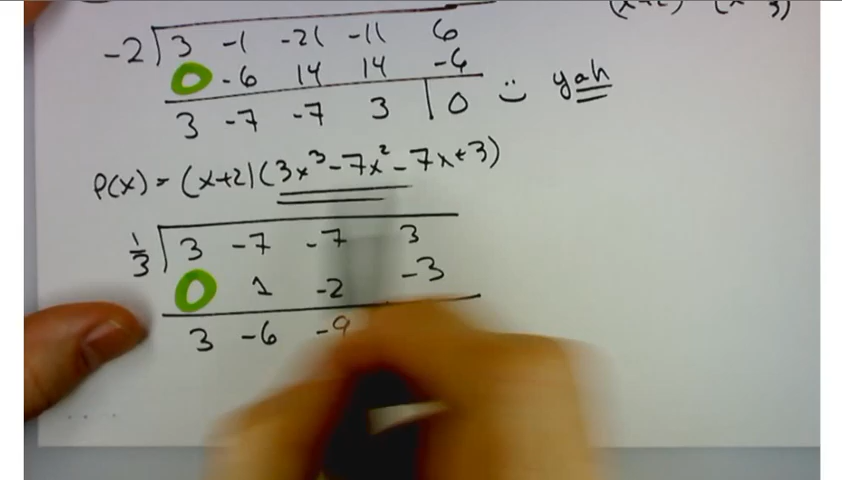 -2 ) 3 -1 -21 -11 6
0 -6 14 14 -6
3 -7 -7 3 | 0 yah
P(x) = (x+2)(3x³-7x²-7x+3)
1/3 ) 3 -7 -7 3
0 1 -2 -3
3 -6 -9